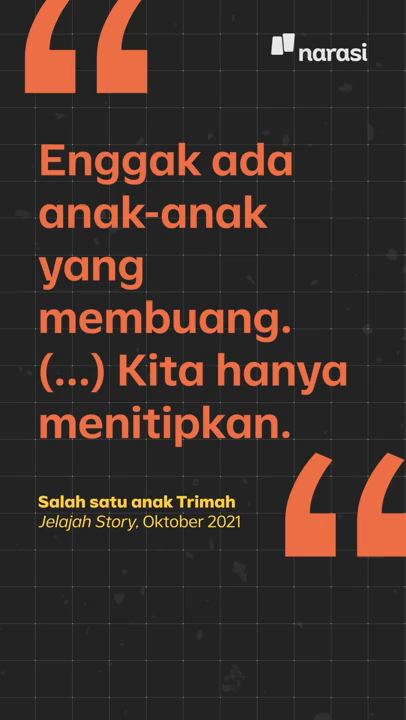 narasi
Enggak ada
anak-anak
yang
membuang.
(...) Kita hanya
menitipkan.
Salah satu anak Trimah
Jelajah Story, Oktober 2021